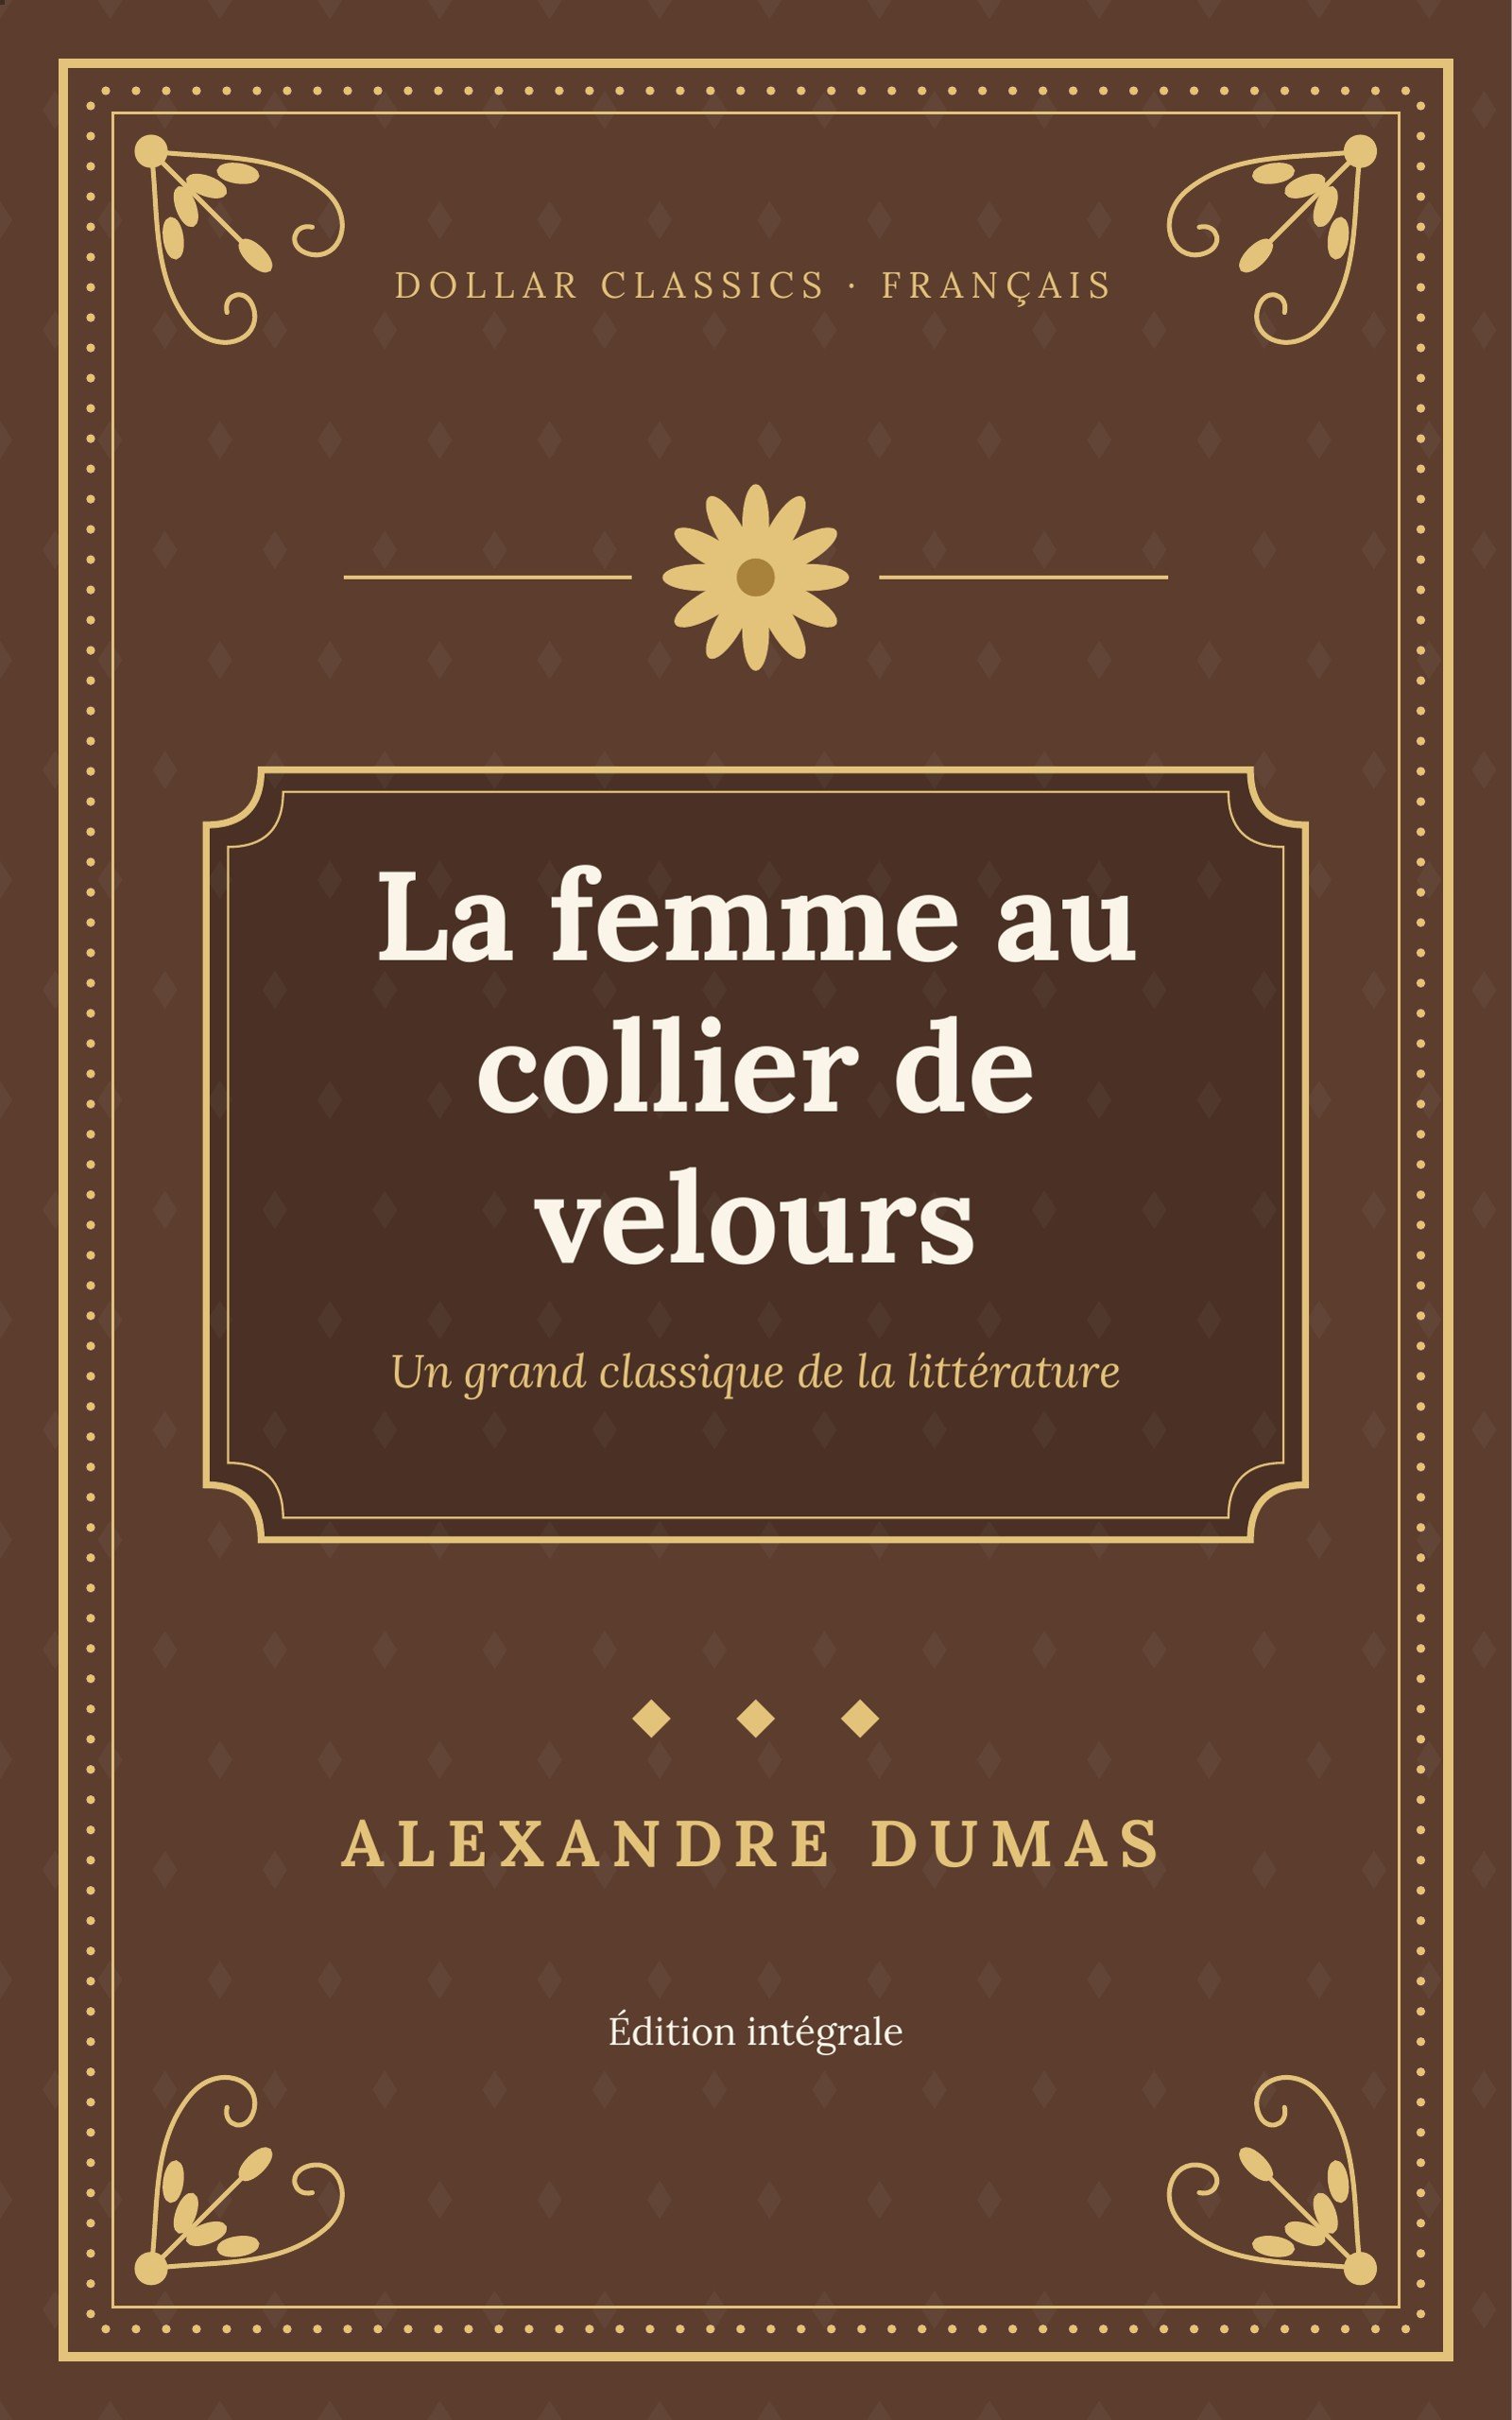 DOLLAR CLASSICS · FRANÇAIS
La femme au
collier de
velours
Un grand classique de la littérature
ALEXANDRE DUMAS
Édition intégrale